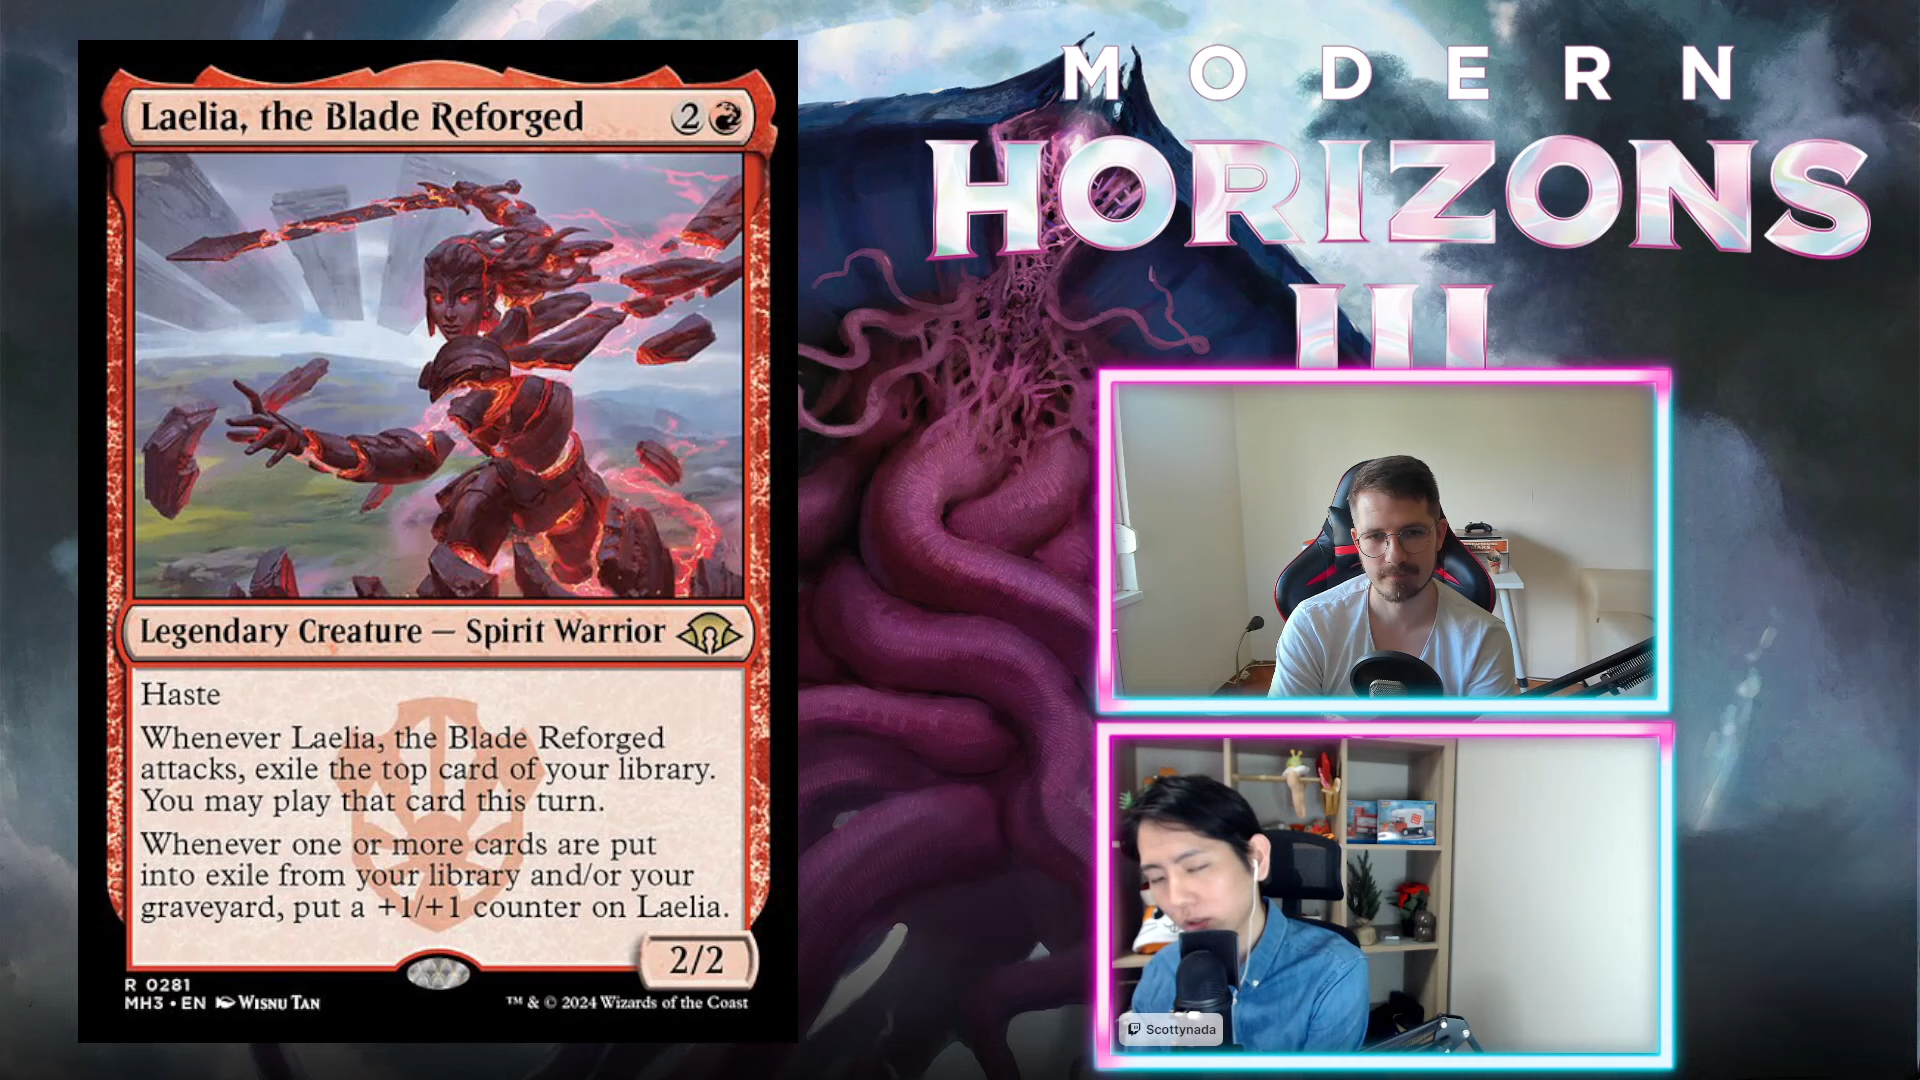 Laelia, the Blade Reforged 2
Legendary Creature — Spirit Warrior
Haste
Whenever Laelia, the Blade Reforged
attacks, exile the top card of your library.
You may play that card this turn.
Whenever one or more cards are put
into exile from your library and/or your
graveyard, put a +1/+1 counter on Laelia.
2/2
R 0281
MH3 • EN WISNU TAN
™ & © 2024 Wizards of the Coast
MODERN
HORIZONS
III
Scottynada